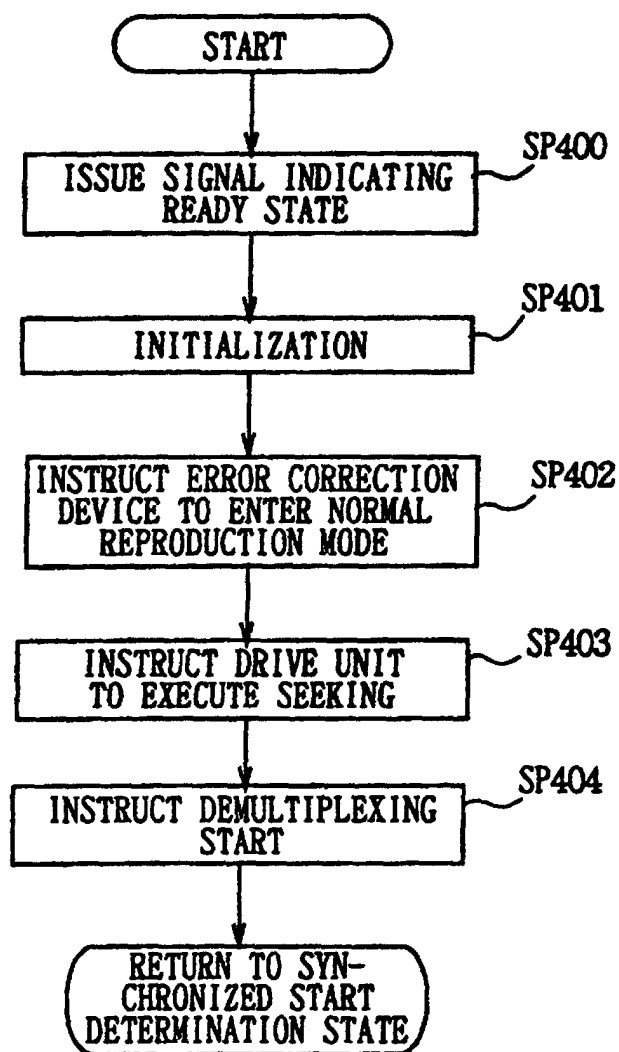 START
SP400
ISSUE SIGNAL INDICATING
READY STATE
SP401
INITIALIZATION
SP402
INSTRUCT ERROR CORRECTION
DEVICE TO ENTER NORMAL
REPRODUCTION MODE
SP403
INSTRUCT DRIVE UNIT
TO EXECUTE SEEKING
SP404
INSTRUCT DEMULTIPLEXING
START
RETURN TO SYN-
CHRONIZED START
DETERMINATION STATE